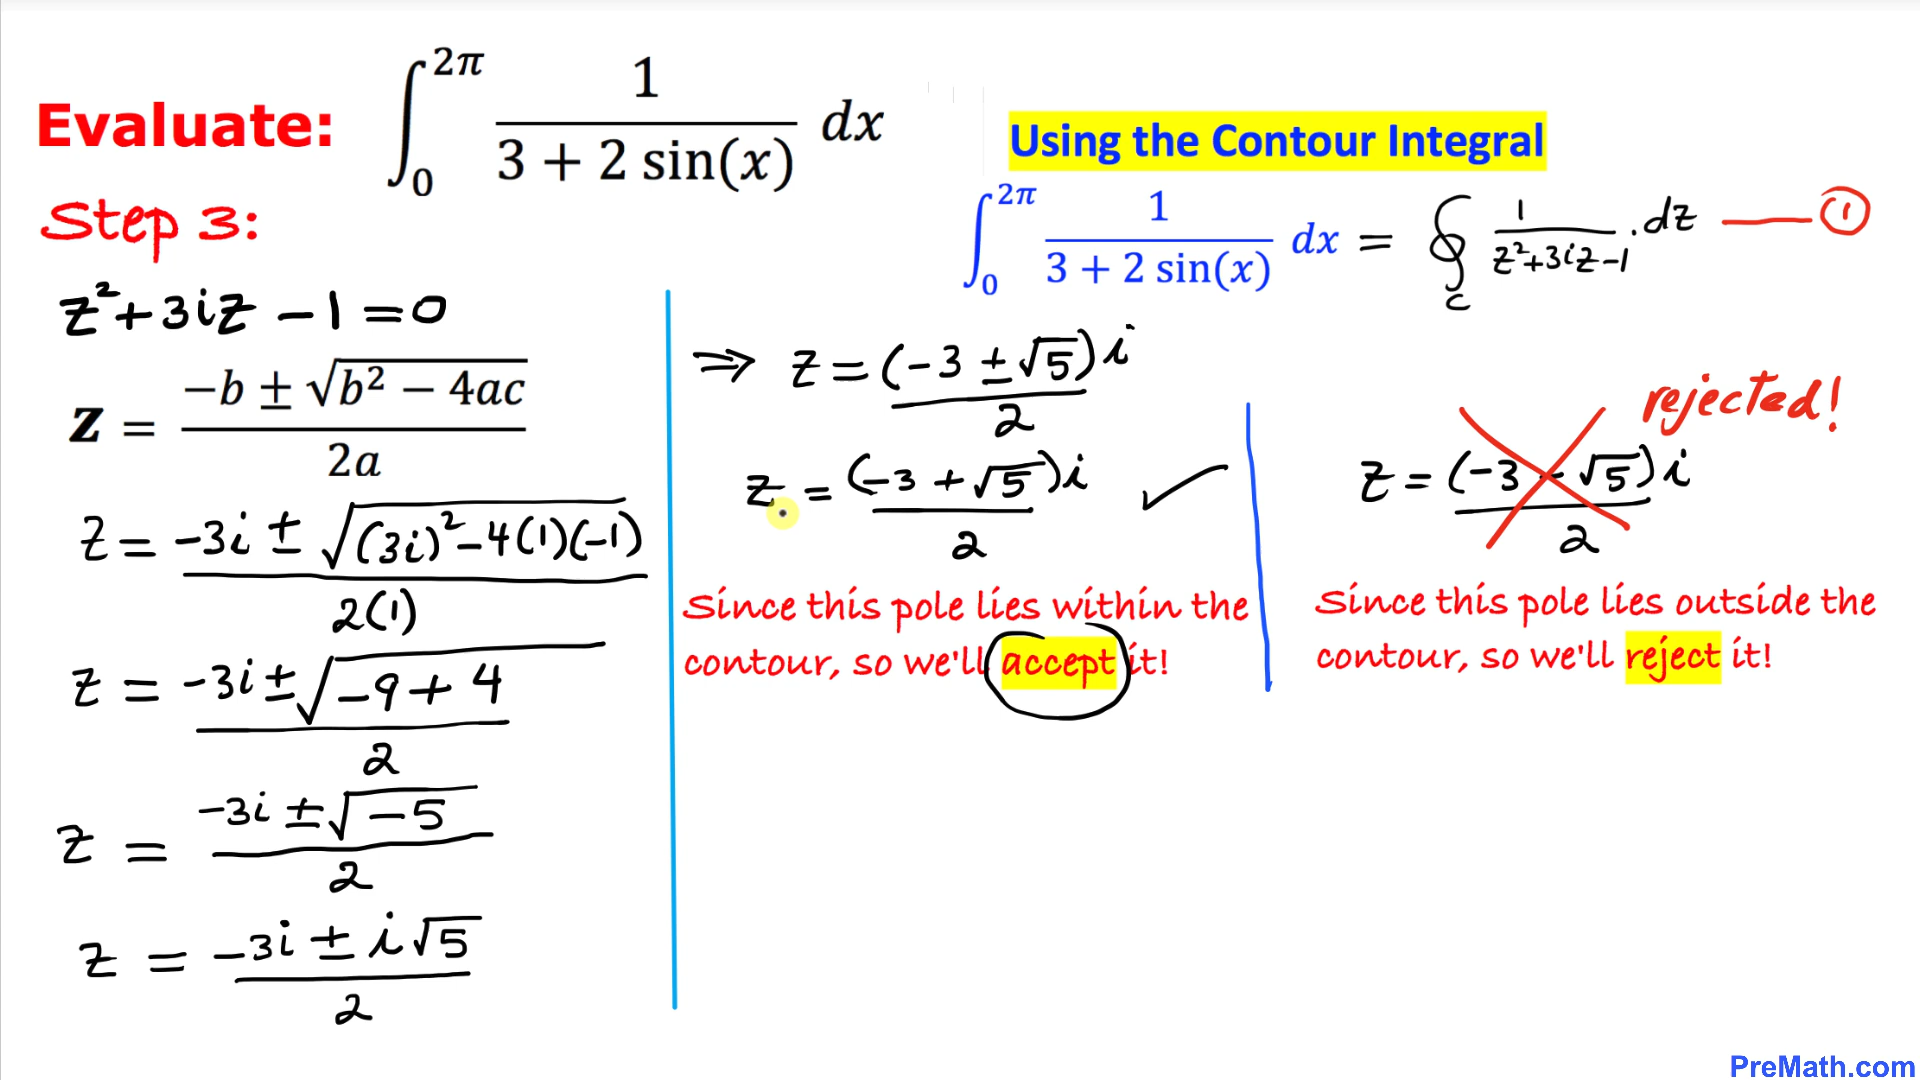 Evaluate: ∫₀^{2π} 1/(3 + 2 sin(x)) dx
Using the Contour Integral
∫₀^{2π} 1/(3 + 2 sin(x)) dx = ∮_C 1/(z²+3iz−1) · dz —— ①
Step 3:
z²+3iz −1 = 0
z = (−b ± √(b² − 4ac))/(2a)
z = (−3i ± √((3i)²−4(1)(−1)))/(2(1))
z = (−3i ± √(−9+4))/2
z = (−3i ± √(−5))/2
z = (−3i ± i√5)/2
⇒ z = (−3 ± √5)i/2
z = (−3 + √5)i/2 ✓
Since this pole lies within the
contour, so we'll accept it!
rejected!
z = (−3 − √5)i/2
Since this pole lies outside the
contour, so we'll reject it!
PreMath.com